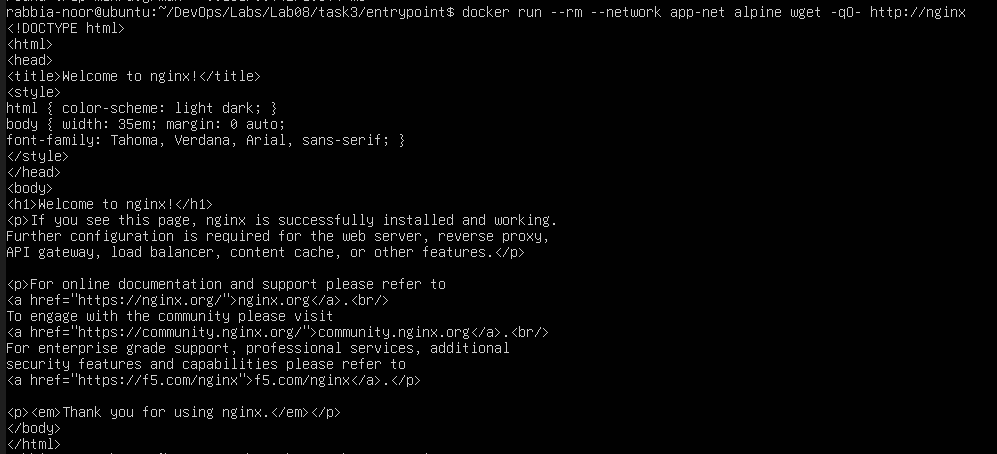 rabbia-noor@ubuntu:~/DevOps/Labs/Lab08/task3/entrypoint$ docker run --rm --network app-net alpine wget -qO- http://nginx
<!DOCTYPE html>
<html>
<head>
<title>Welcome to nginx!</title>
<style>
html { color-scheme: light dark; }
body { width: 35em; margin: 0 auto;
font-family: Tahoma, Verdana, Arial, sans-serif; }
</style>
</head>
<body>
<h1>Welcome to nginx!</h1>
<p>If you see this page, nginx is successfully installed and working.
Further configuration is required for the web server, reverse proxy,
API gateway, load balancer, content cache, or other features.</p>

<p>For online documentation and support please refer to
<a href="https://nginx.org/">nginx.org</a>.<br/>
To engage with the community please visit
<a href="https://community.nginx.org/">community.nginx.org</a>.<br/>
For enterprise grade support, professional services, additional
security features and capabilities please refer to
<a href="https://f5.com/nginx">f5.com/nginx</a>.</p>

<p><em>Thank you for using nginx.</em></p>
</body>
</html>